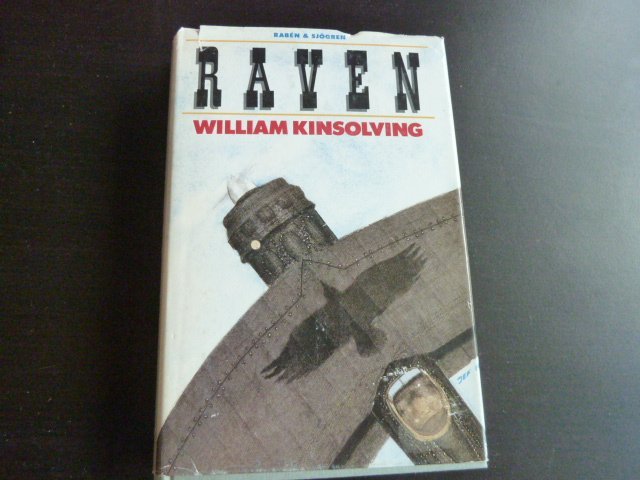 RABÉN & SJÖGREN
RAVEN
WILLIAM KINSOLVING